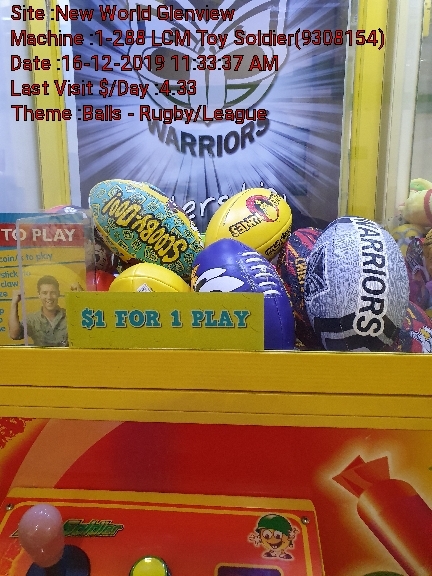 Site :New World Glenview
Machine :1-288 LCM Toy Soldier(9308154)
Date :16-12-2019 11:33:37 AM
Last Visit $/Day :4.33
Theme :Balls - Rugby/League
WARRIORS
SCOOBY-DOO!
TO PLAY
WARRIORS
$1 FOR 1 PLAY